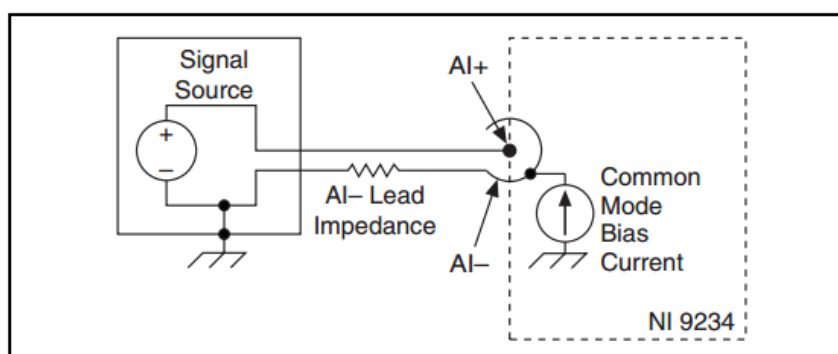 Signal
Source
+
–
AI+
AI– Lead
Impedance
AI–
Common
Mode
Bias
Current
NI 9234